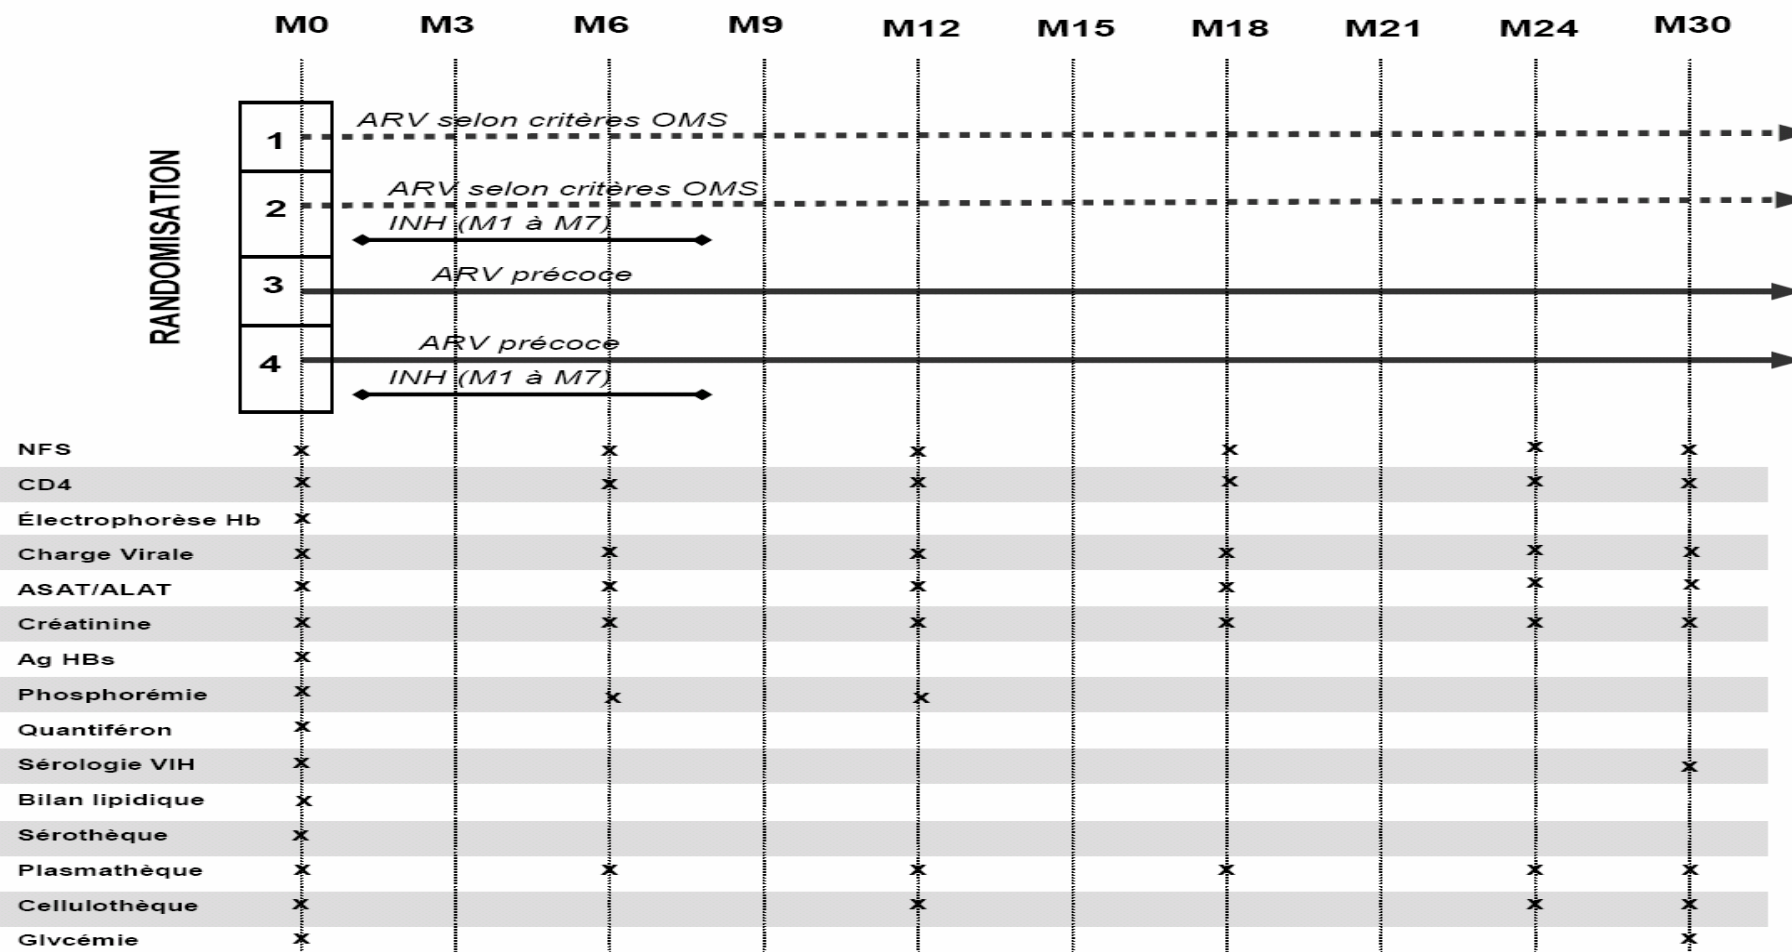 M0 M3 M6 M9 M12 M15 M18 M21 M24 M30
RANDOMISATION
1 ARV selon critères OMS
2 ARV selon critères OMS
INH (M1 à M7)
3 ARV précoce
4 ARV précoce
INH (M1 à M7)
NFS x x x x x x
CD4 x x x x x x
Électrophorèse Hb x
Charge Virale x x x x x x
ASAT/ALAT x x x x x x
Créatinine x x x x x x
Ag HBs x
Phosphorémie x x x
Quantiféron x
Sérologie VIH x x
Bilan lipidique x
Sérothèque x
Plasmathèque x x x x x x
Cellulothèque x x x x
Glycémie x x